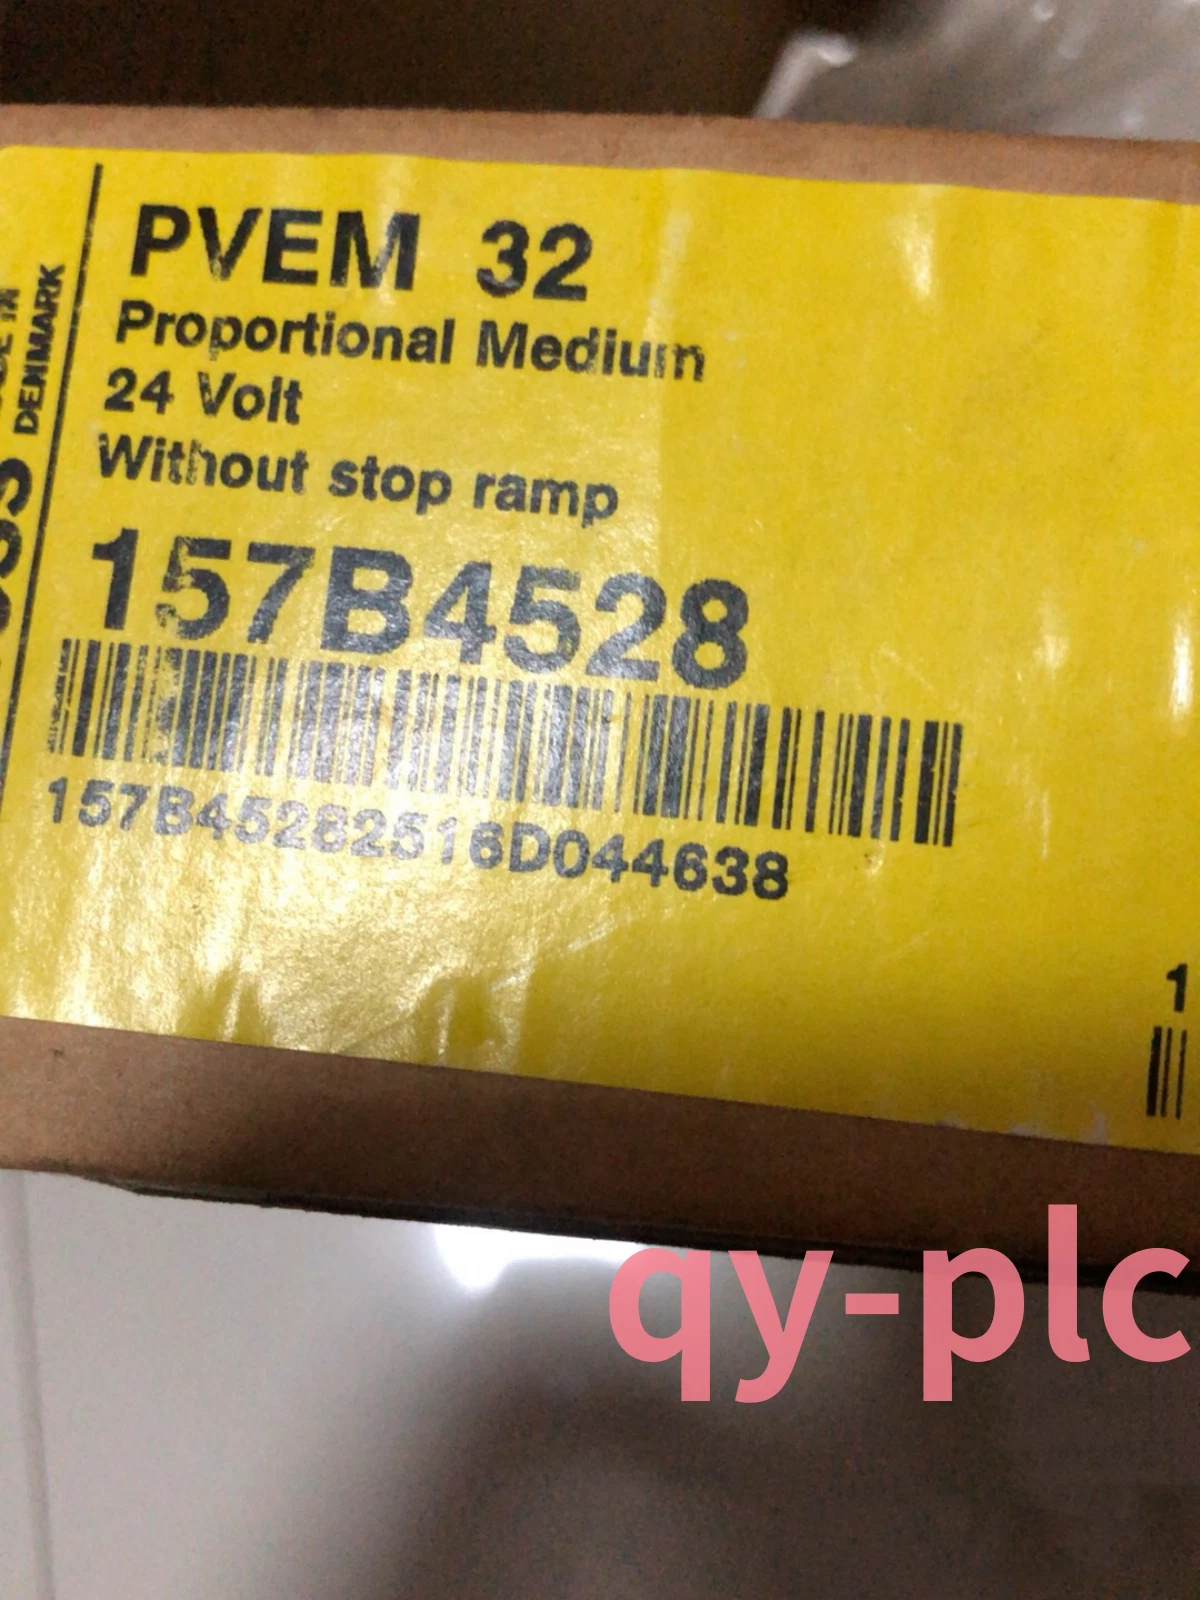 PVEM 32
Proportional Medium
24 Volt
Without stop ramp
157B4528
157B45282516D044638
DENMARK
1
qy-plc